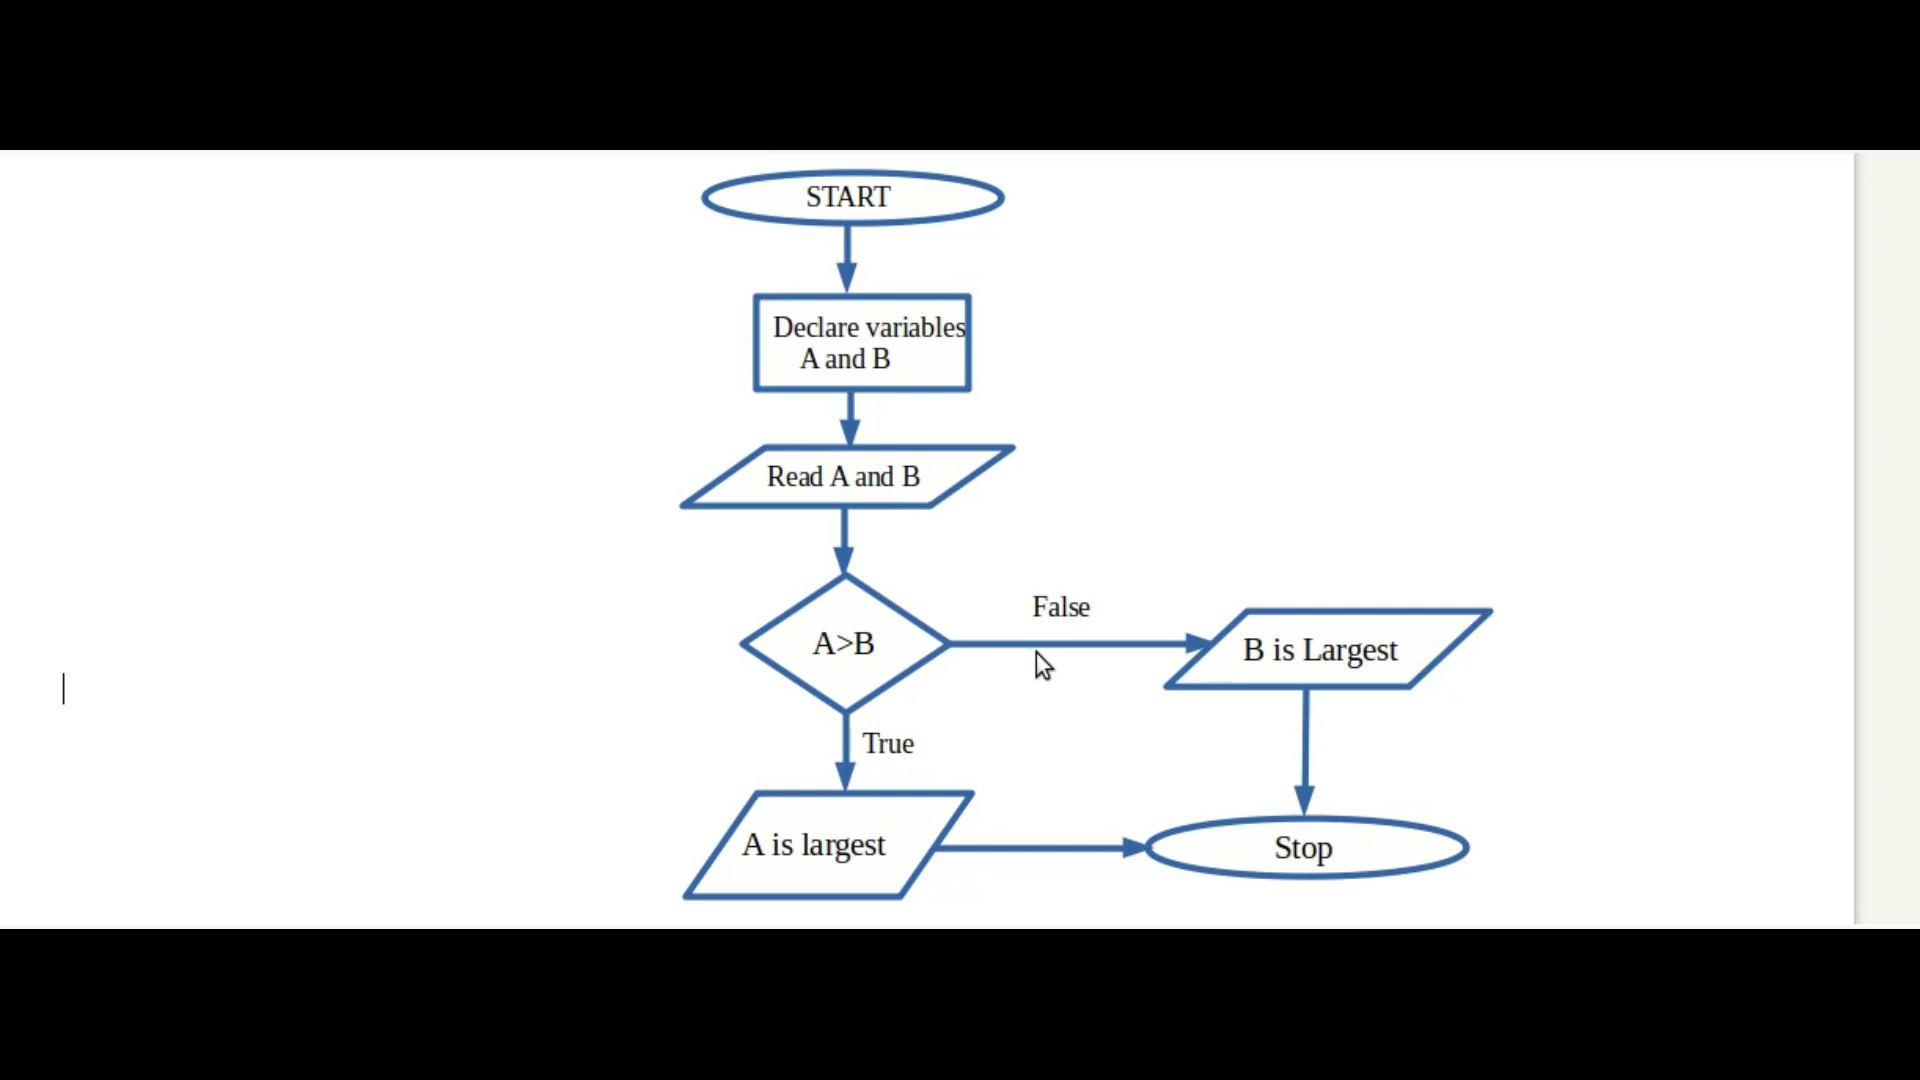 START
Declare variables
A and B
Read A and B
A>B
False
B is Largest
True
A is largest
Stop